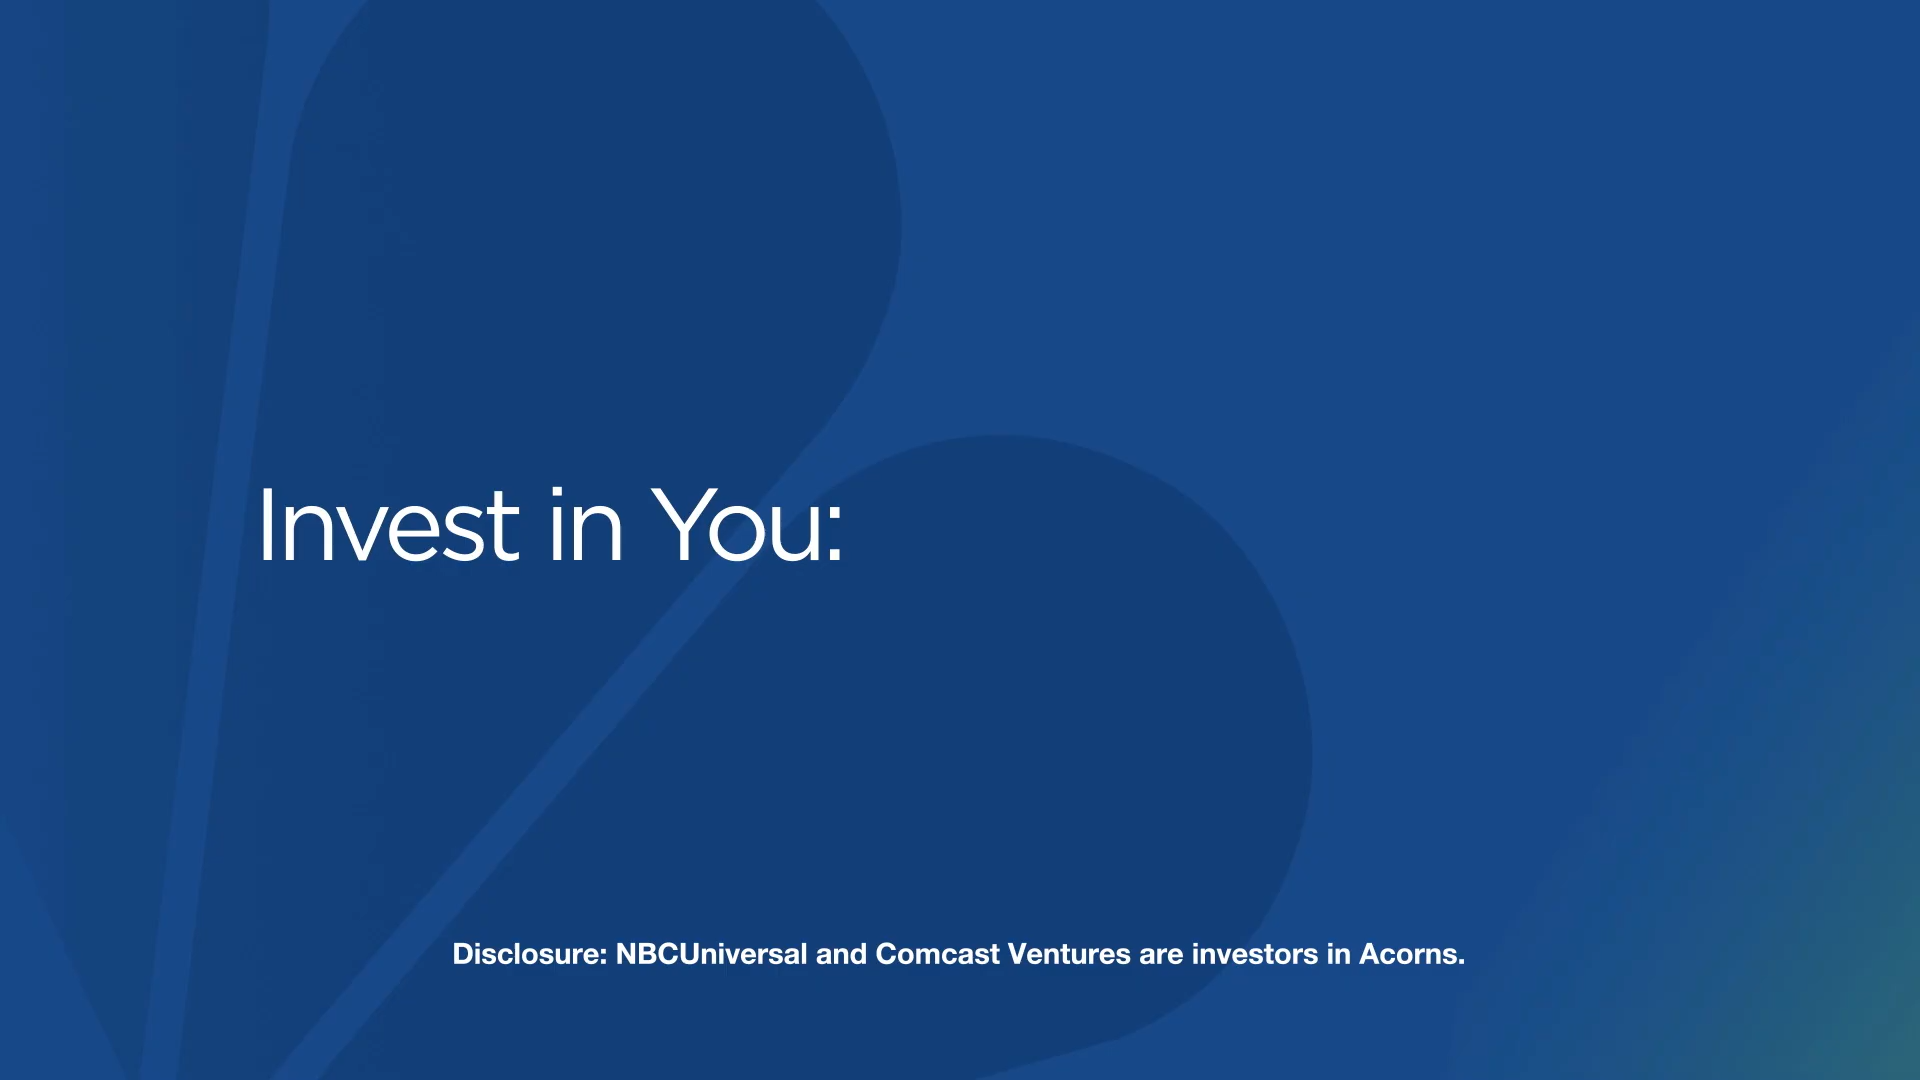 Invest in You:
Disclosure: NBCUniversal and Comcast Ventures are investors in Acorns.